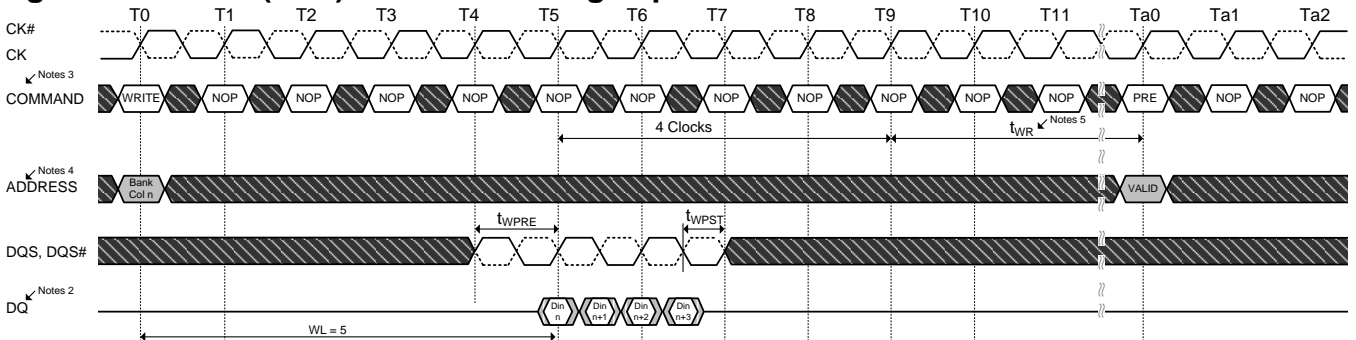 T0 T1 T2 T3 T4 T5 T6 T7 T8 T9 T10 T11 Ta0 Ta1 Ta2
CK#
CK
Notes 3
COMMAND WRITE NOP NOP NOP NOP NOP NOP NOP NOP NOP NOP NOP PRE NOP NOP
4 Clocks tWR Notes 5
Notes 4
ADDRESS Bank Col n VALID
tWPRE tWPST
DQS, DQS#
Notes 2
DQ Din n Din n+1 Din n+2 Din n+3
WL = 5